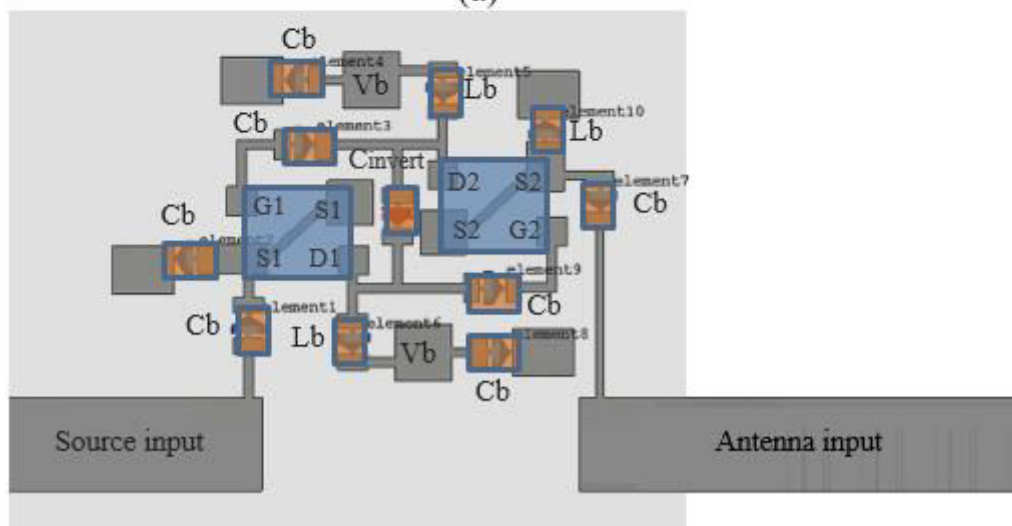 (a)
Cb
element4
Vb
element5
Lb
element10
Lb
Cb
element3
Cinvert
D2
S2
element7
Cb
G1
S1
S2
G2
Cb
element2
S1
D1
element9
Cb
element1
Cb
Lb
element6
Vb
element8
Cb
Source input
Antenna input